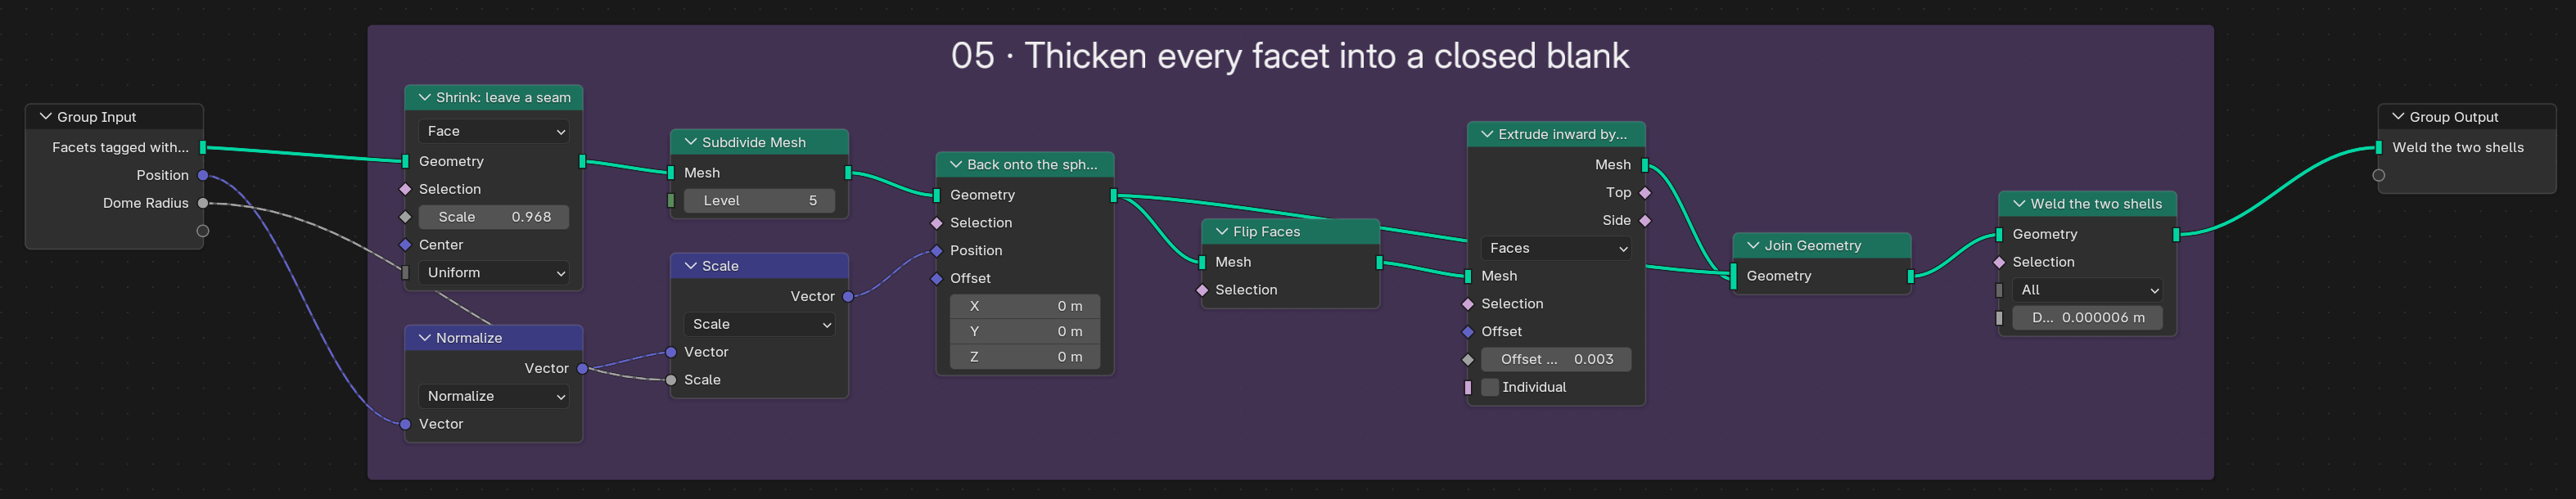 05 · Thicken every facet into a closed blank
Group Input
Facets tagged with...
Position
Dome Radius
Shrink: leave a seam
Face
Geometry
Selection
Scale 0.968
Center
Uniform
Normalize
Vector
Normalize
Vector
Subdivide Mesh
Mesh
Level 5
Scale
Vector
Scale
Vector
Scale
Back onto the sph...
Geometry
Selection
Position
Offset
X 0 m
Y 0 m
Z 0 m
Flip Faces
Mesh
Selection
Extrude inward by...
Mesh
Top
Side
Faces
Mesh
Selection
Offset
Offset ... 0.003
Individual
Join Geometry
Geometry
Weld the two shells
Geometry
Selection
All
D... 0.000006 m
Group Output
Weld the two shells